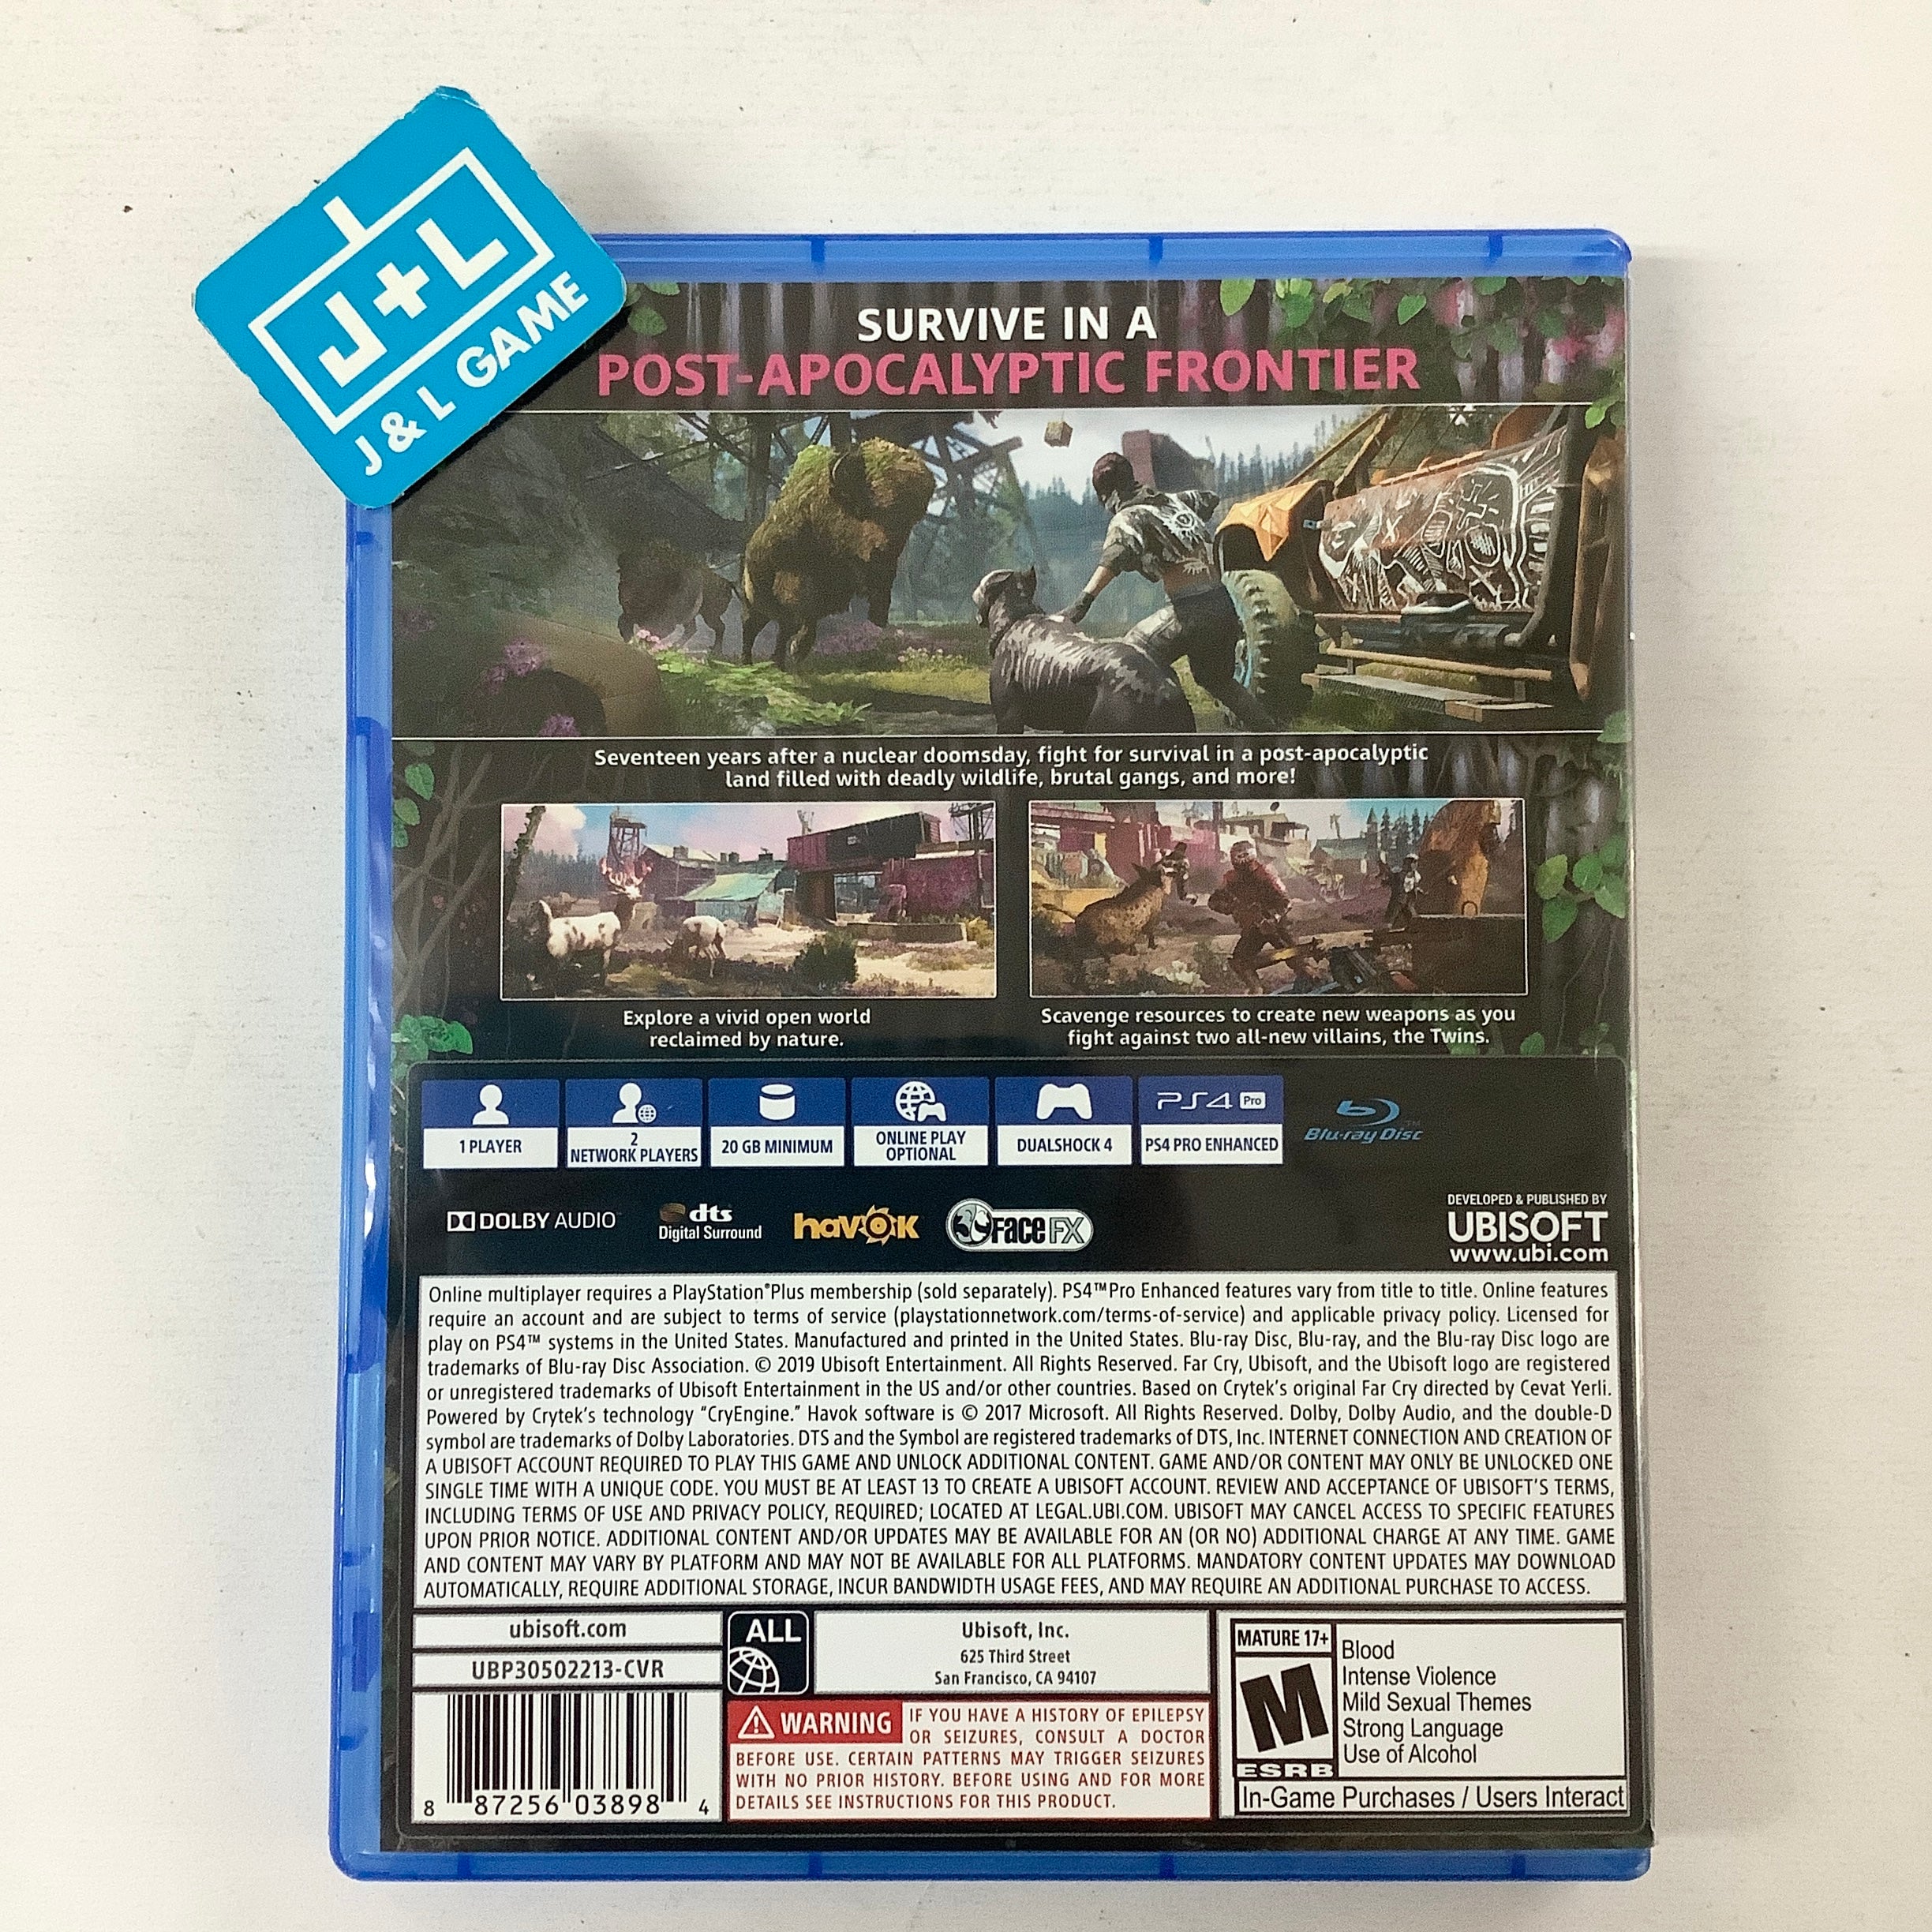 J+L
J & L GAME
SURVIVE IN A
POST-APOCALYPTIC FRONTIER
Seventeen years after a nuclear doomsday, fight for survival in a post-apocalyptic
land filled with deadly wildlife, brutal gangs, and more!
Explore a vivid open world
reclaimed by nature.
Scavenge resources to create new weapons as you
fight against two all-new villains, the Twins.
1 PLAYER
2
NETWORK PLAYERS
20 GB MINIMUM
ONLINE PLAY
OPTIONAL
DUALSHOCK 4
PS4 Pro
PS4 PRO ENHANCED
Blu-ray Disc™
DOLBY AUDIO™
dts
Digital Surround
havok
FaceFX
DEVELOPED & PUBLISHED BY
UBISOFT
www.ubi.com
Online multiplayer requires a PlayStation®Plus membership (sold separately). PS4™Pro Enhanced features vary from title to title. Online features
require an account and are subject to terms of service (playstationnetwork.com/terms-of-service) and applicable privacy policy. Licensed for
play on PS4™ systems in the United States. Manufactured and printed in the United States. Blu-ray Disc, Blu-ray, and the Blu-ray Disc logo are
trademarks of Blu-ray Disc Association. © 2019 Ubisoft Entertainment. All Rights Reserved. Far Cry, Ubisoft, and the Ubisoft logo are registered
or unregistered trademarks of Ubisoft Entertainment in the US and/or other countries. Based on Crytek's original Far Cry directed by Cevat Yerli.
Powered by Crytek's technology "CryEngine." Havok software is © 2017 Microsoft. All Rights Reserved. Dolby, Dolby Audio, and the double-D
symbol are trademarks of Dolby Laboratories. DTS and the Symbol are registered trademarks of DTS, Inc. INTERNET CONNECTION AND CREATION OF
A UBISOFT ACCOUNT REQUIRED TO PLAY THIS GAME AND UNLOCK ADDITIONAL CONTENT. GAME AND/OR CONTENT MAY ONLY BE UNLOCKED ONE
SINGLE TIME WITH A UNIQUE CODE. YOU MUST BE AT LEAST 13 TO CREATE A UBISOFT ACCOUNT. REVIEW AND ACCEPTANCE OF UBISOFT'S TERMS,
INCLUDING TERMS OF USE AND PRIVACY POLICY, REQUIRED; LOCATED AT LEGAL.UBI.COM. UBISOFT MAY CANCEL ACCESS TO SPECIFIC FEATURES
UPON PRIOR NOTICE. ADDITIONAL CONTENT AND/OR UPDATES MAY BE AVAILABLE FOR AN (OR NO) ADDITIONAL CHARGE AT ANY TIME. GAME
AND CONTENT MAY VARY BY PLATFORM AND MAY NOT BE AVAILABLE FOR ALL PLATFORMS. MANDATORY CONTENT UPDATES MAY DOWNLOAD
AUTOMATICALLY, REQUIRE ADDITIONAL STORAGE, INCUR BANDWIDTH USAGE FEES, AND MAY REQUIRE AN ADDITIONAL PURCHASE TO ACCESS.
ubisoft.com
UBP30502213-CVR
8 87256 03898 4
ALL
Ubisoft, Inc.
625 Third Street
San Francisco, CA 94107
WARNING IF YOU HAVE A HISTORY OF EPILEPSY
OR SEIZURES, CONSULT A DOCTOR
BEFORE USE. CERTAIN PATTERNS MAY TRIGGER SEIZURES
WITH NO PRIOR HISTORY. BEFORE USING AND FOR MORE
DETAILS SEE INSTRUCTIONS FOR THIS PRODUCT.
MATURE 17+
M
ESRB
Blood
Intense Violence
Mild Sexual Themes
Strong Language
Use of Alcohol
In-Game Purchases / Users Interact